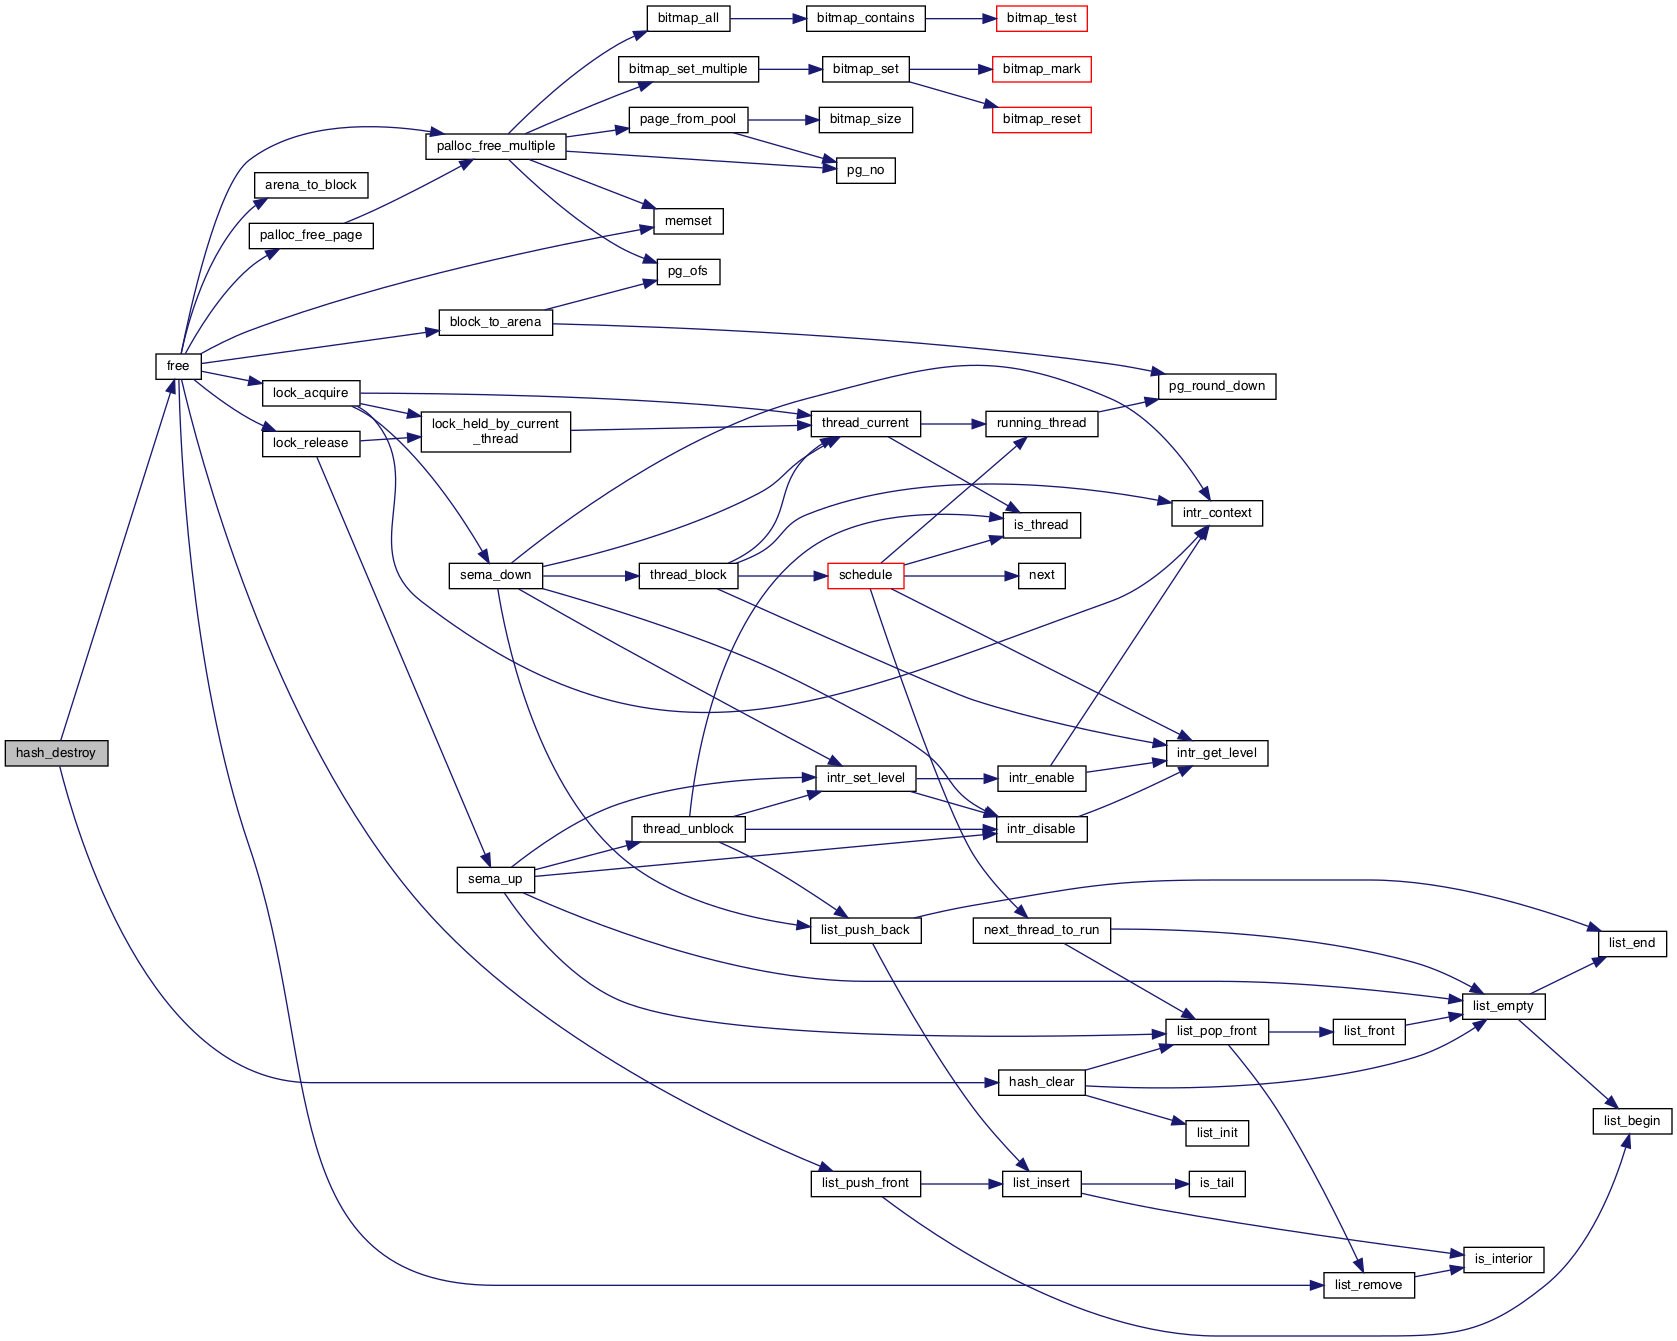 bitmap_all
bitmap_contains
bitmap_test
bitmap_set_multiple
bitmap_set
bitmap_mark
page_from_pool
bitmap_size
bitmap_reset
palloc_free_multiple
pg_no
arena_to_block
palloc_free_page
memset
pg_ofs
block_to_arena
free
pg_round_down
lock_acquire
lock_held_by_current
_thread
thread_current
running_thread
lock_release
intr_context
is_thread
sema_down
thread_block
schedule
next
hash_destroy
intr_get_level
intr_set_level
intr_enable
thread_unblock
intr_disable
sema_up
list_push_back
next_thread_to_run
list_end
list_empty
list_pop_front
list_front
hash_clear
list_begin
list_init
list_push_front
list_insert
is_tail
is_interior
list_remove